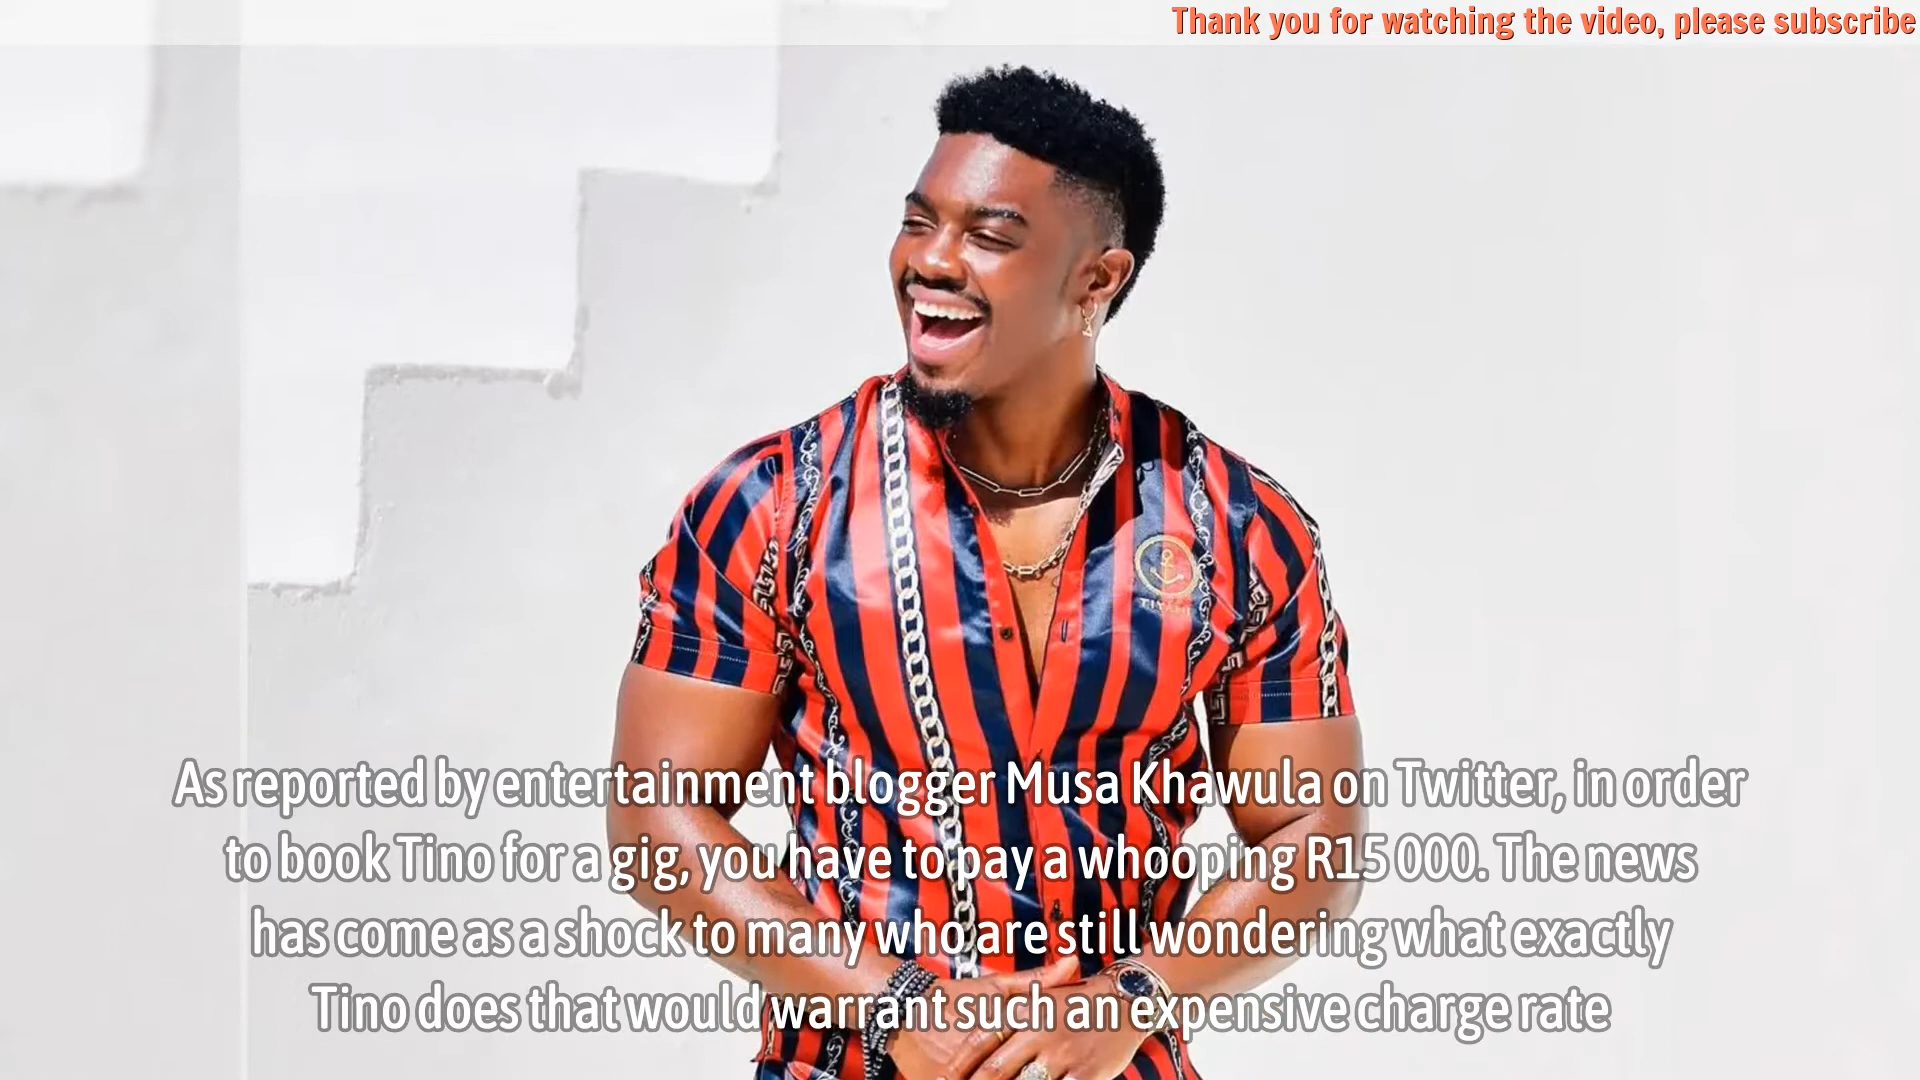 Thank you for watching the video, please subscribe
TIYANI
As reported by entertainment blogger Musa Khawula on Twitter, in order
to book Tino for a gig, you have to pay a whooping R15 000. The news
has come as a shock to many who are still wondering what exactly
Tino does that would warrant such an expensive charge rate